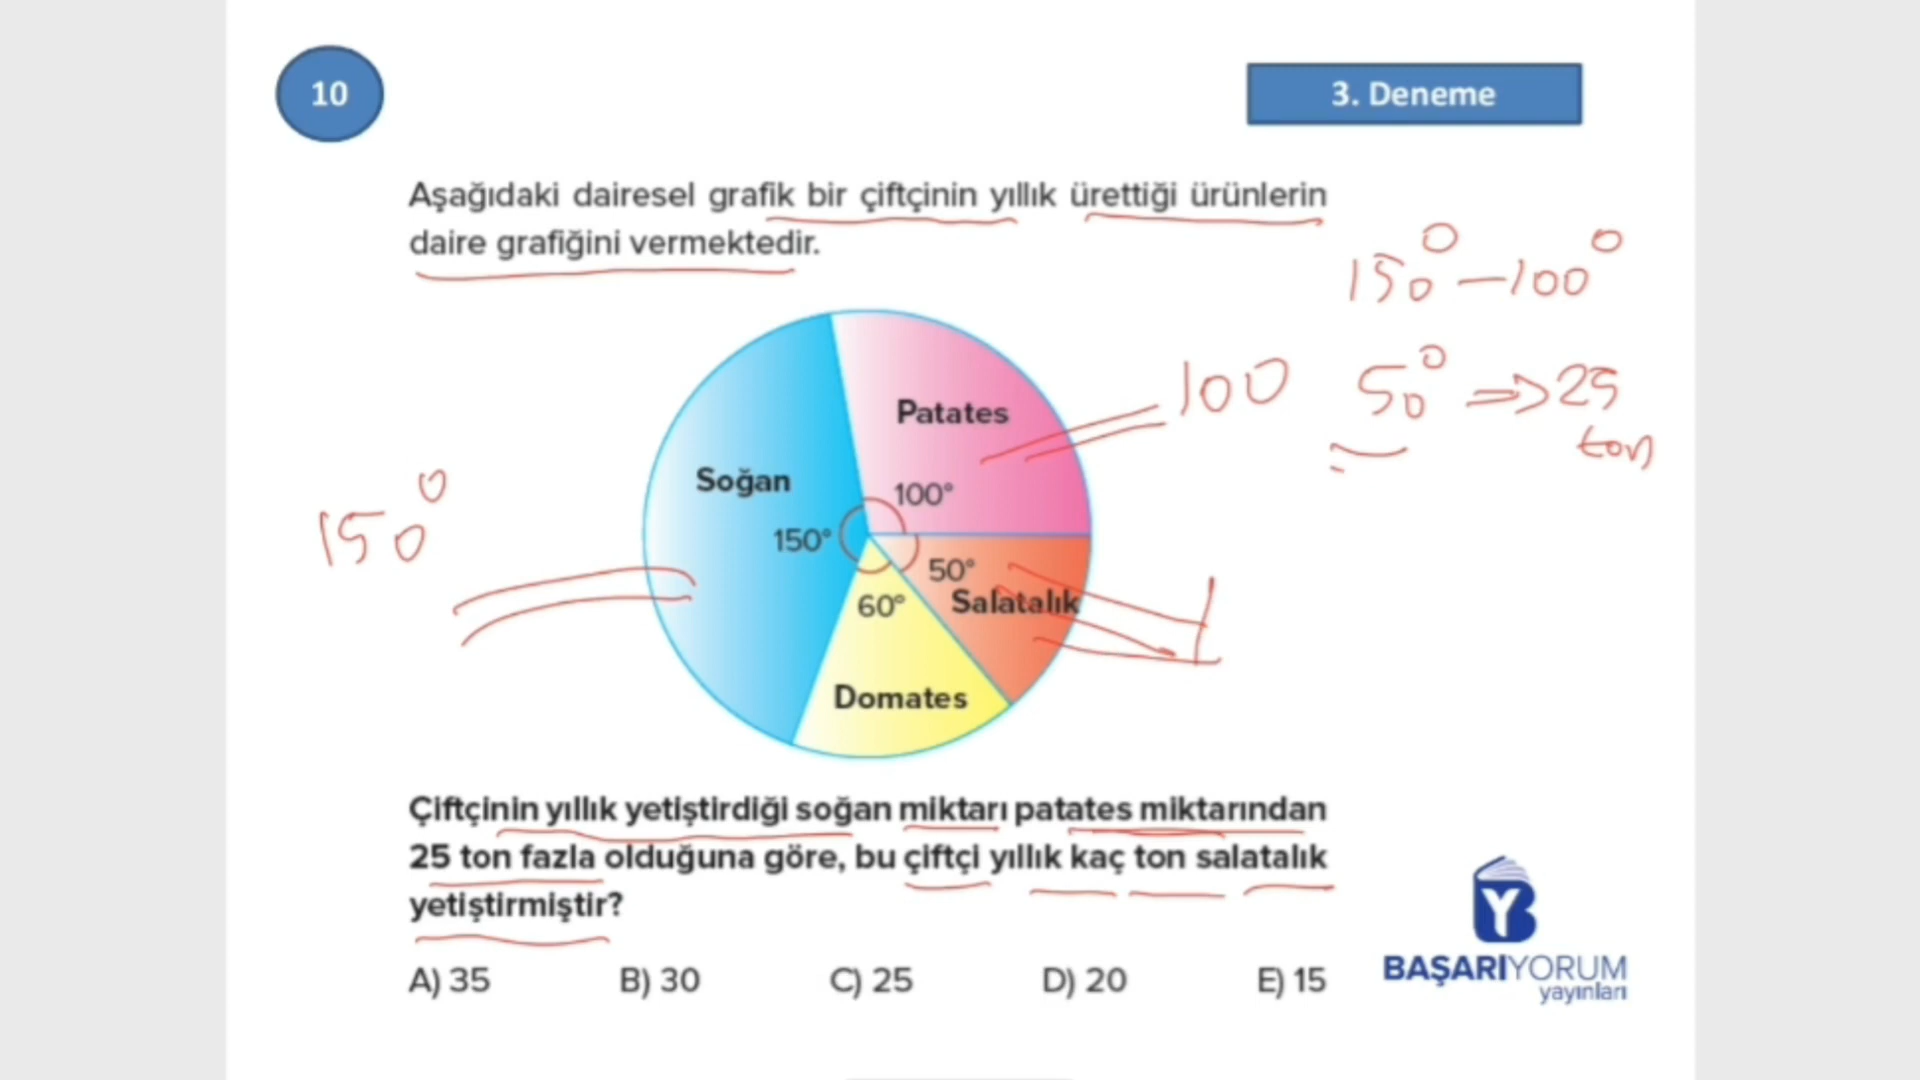 10
3. Deneme
Aşağıdaki dairesel grafik bir çiftçinin yıllık ürettiği ürünlerin
daire grafiğini vermektedir.
150° – 100°
100
50° ⇒ 25
ton
Patates
100°
Soğan
150°
150°
50°
Salatalık
60°
Domates
Çiftçinin yıllık yetiştirdiği soğan miktarı patates miktarından
25 ton fazla olduğuna göre, bu çiftçi yıllık kaç ton salatalık
yetiştirmiştir?
A) 35 B) 30 C) 25 D) 20 E) 15
BAŞARIYORUM
yayınları